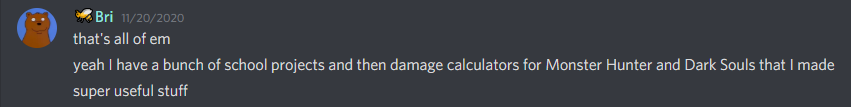 Bri 11/20/2020
that's all of em
yeah I have a bunch of school projects and then damage calculators for Monster Hunter and Dark Souls that I made
super useful stuff